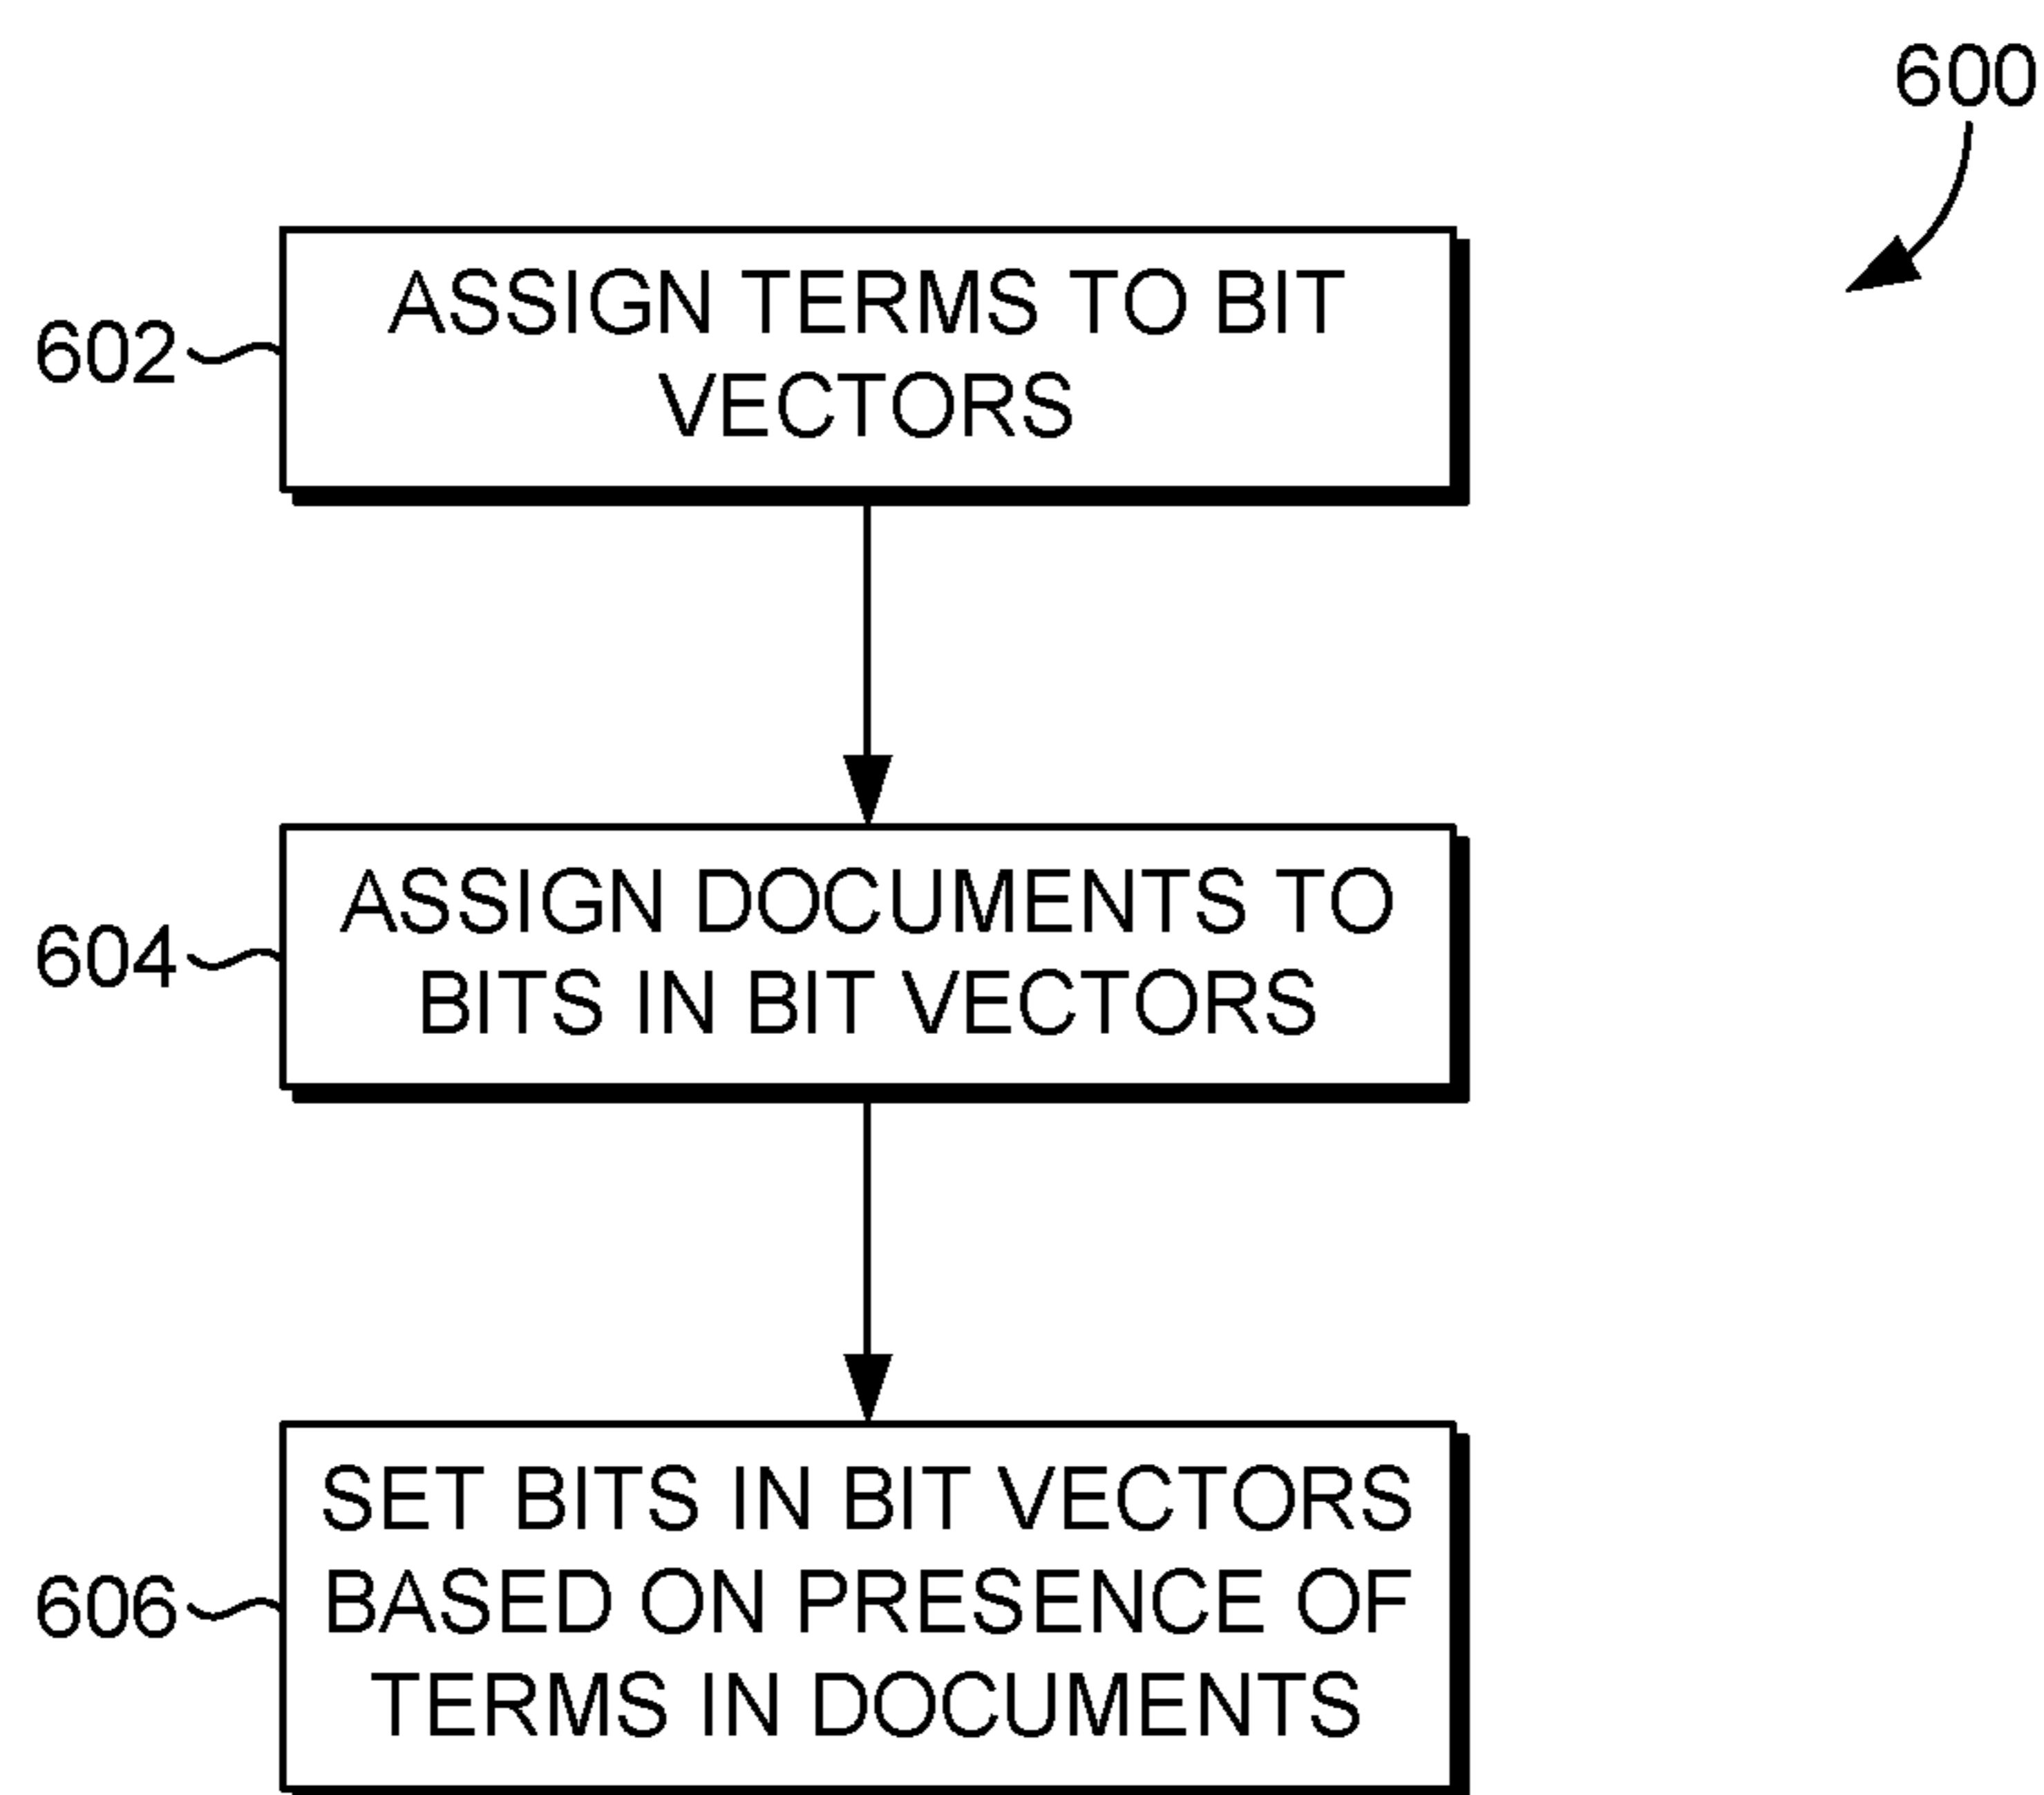 600
602
ASSIGN TERMS TO BIT
VECTORS
604
ASSIGN DOCUMENTS TO
BITS IN BIT VECTORS
606
SET BITS IN BIT VECTORS
BASED ON PRESENCE OF
TERMS IN DOCUMENTS